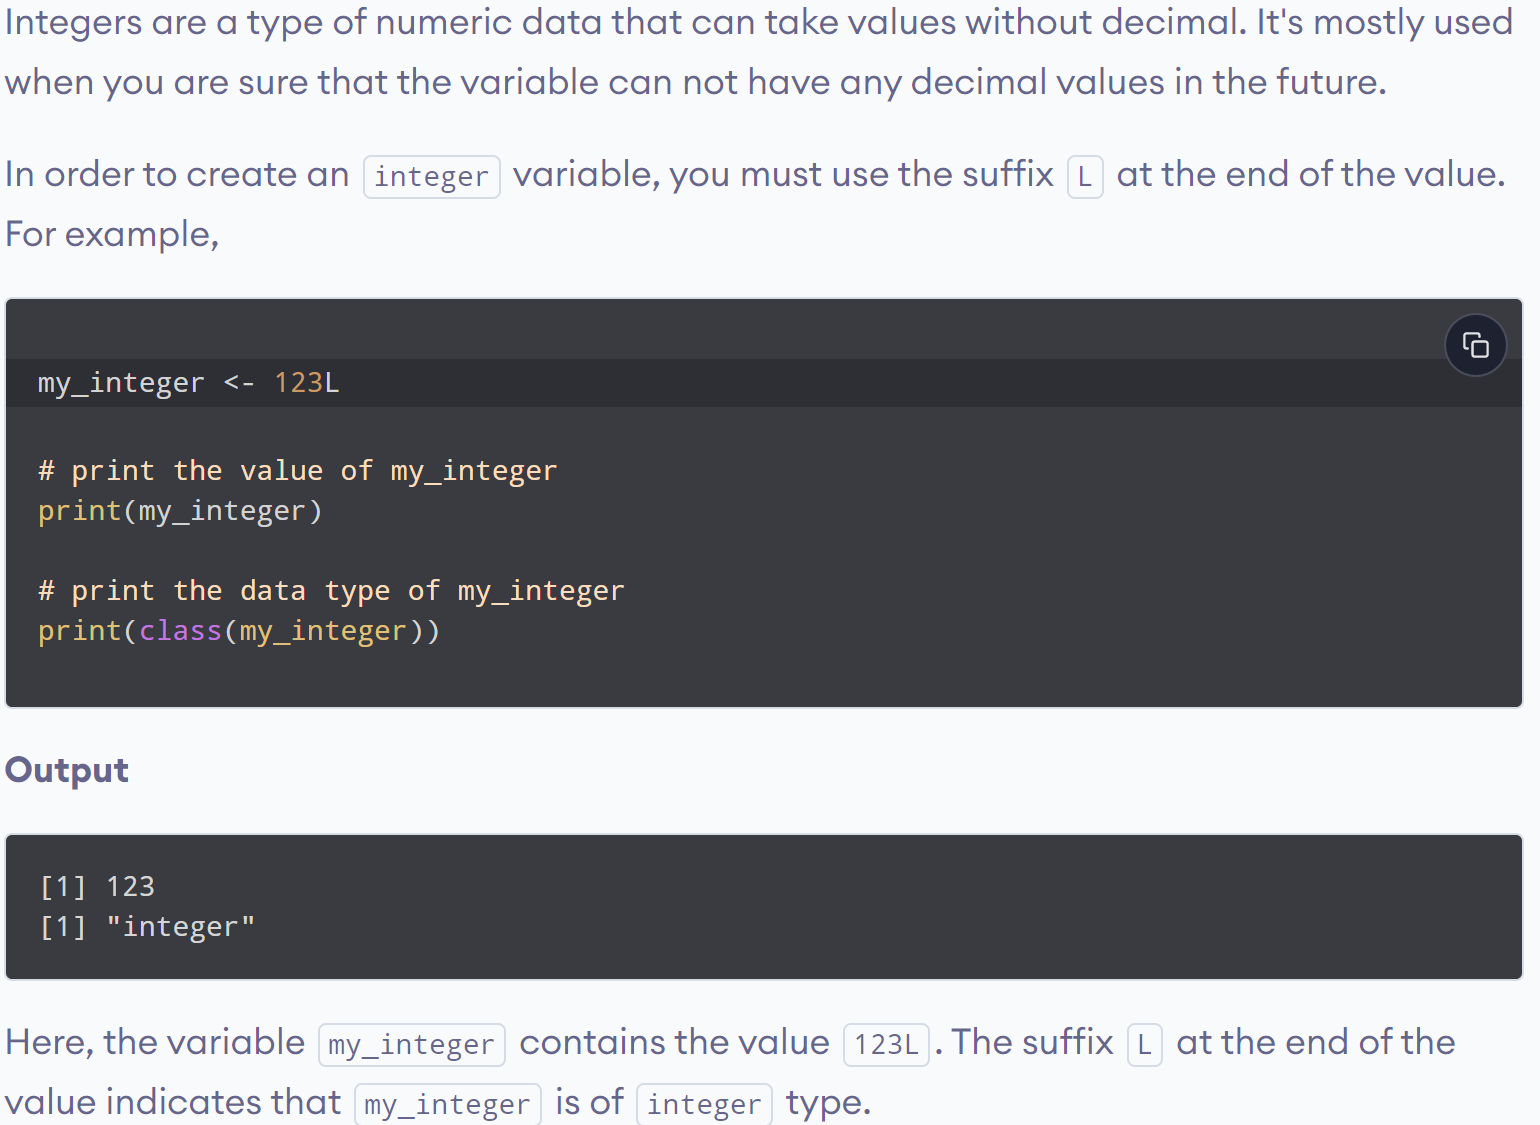 Integers are a type of numeric data that can take values without decimal. It's mostly used
when you are sure that the variable can not have any decimal values in the future.
In order to create an integer variable, you must use the suffix L at the end of the value.
For example,
my_integer <- 123L
# print the value of my_integer
print(my_integer)
# print the data type of my_integer
print(class(my_integer))
Output
[1] 123
[1] "integer"
Here, the variable my_integer contains the value 123L. The suffix L at the end of the
value indicates that my_integer is of integer type.